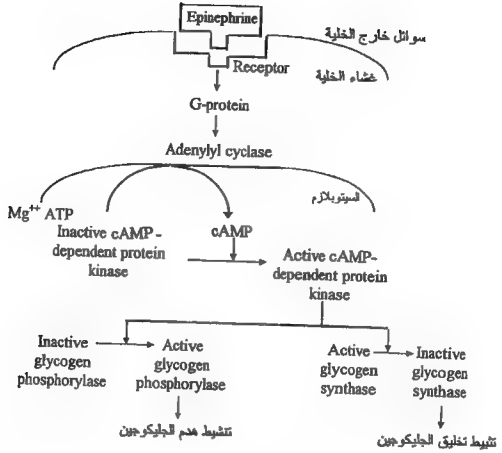 Epinephrine
سوائل خارج الخلية
Receptor
غشاء الخلية
G-protein
Adenylyl cyclase
السيتوبلازم
Mg++ ATP
cAMP
Inactive cAMP -
dependent protein
kinase
Active cAMP-
dependent protein
kinase
Inactive
glycogen
phosphorylase
Active
glycogen
phosphorylase
Active
glycogen
synthase
Inactive
glycogen
synthase
تنشيط هدم الجليكوجين
تثبيط تخليق الجليكوجين